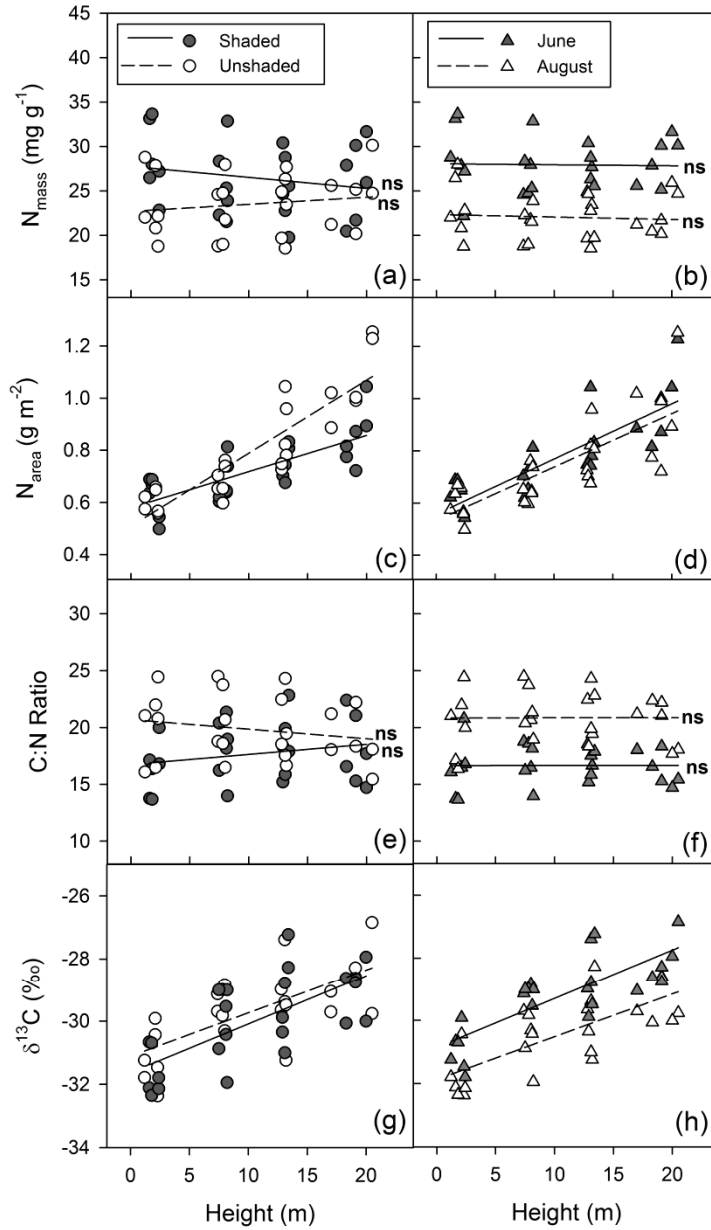 Shaded
Unshaded
June
August
45
40
35
30
25
20
15
N_mass (mg g⁻¹)
ns
ns
(a)
ns
ns
(b)
1.2
1.0
0.8
0.6
0.4
N_area (g m⁻²)
(c)
(d)
30
25
20
15
10
C:N Ratio
ns
ns
(e)
ns
ns
(f)
-26
-28
-30
-32
-34
δ¹³C (‰)
(g)
(h)
0 5 10 15 20
0 5 10 15 20
Height (m)
Height (m)